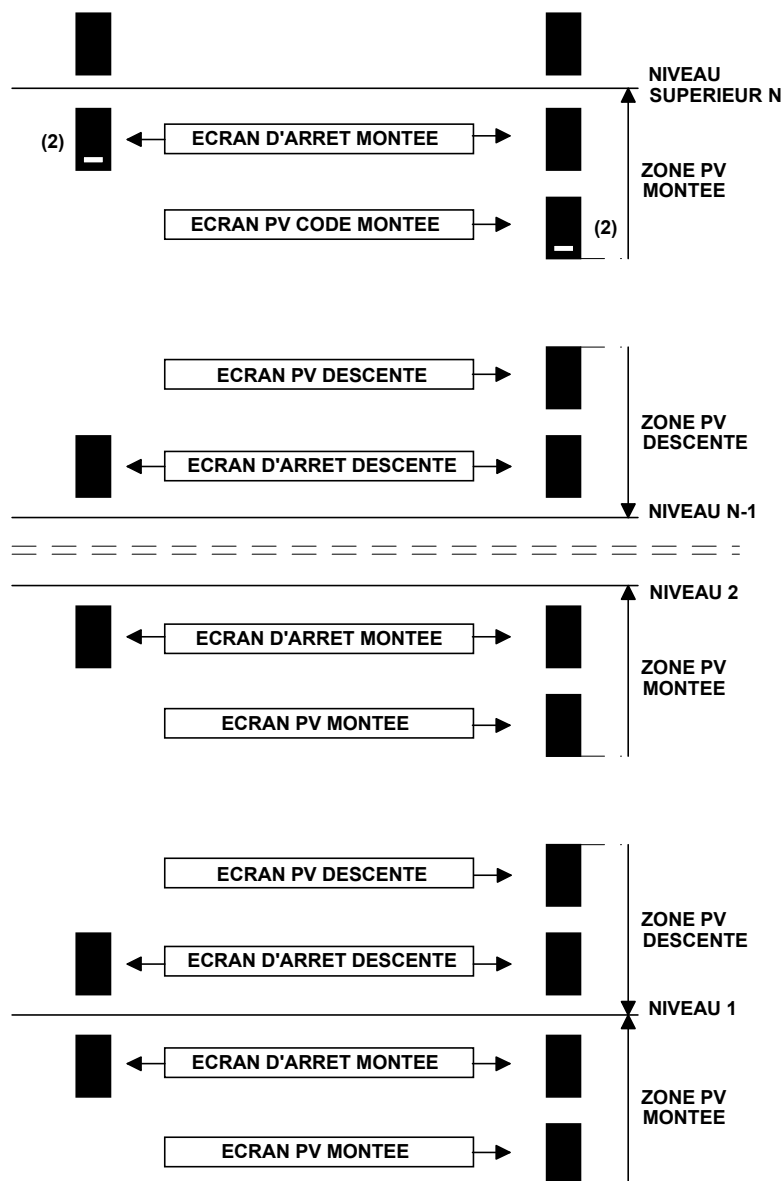 NIVEAU
SUPERIEUR N
(2)
ECRAN D'ARRET MONTEE
ZONE PV
MONTEE
ECRAN PV CODE MONTEE
(2)
ECRAN PV DESCENTE
ZONE PV
DESCENTE
ECRAN D'ARRET DESCENTE
NIVEAU N-1
NIVEAU 2
ECRAN D'ARRET MONTEE
ZONE PV
MONTEE
ECRAN PV MONTEE
ECRAN PV DESCENTE
ZONE PV
DESCENTE
ECRAN D'ARRET DESCENTE
NIVEAU 1
ECRAN D'ARRET MONTEE
ZONE PV
MONTEE
ECRAN PV MONTEE